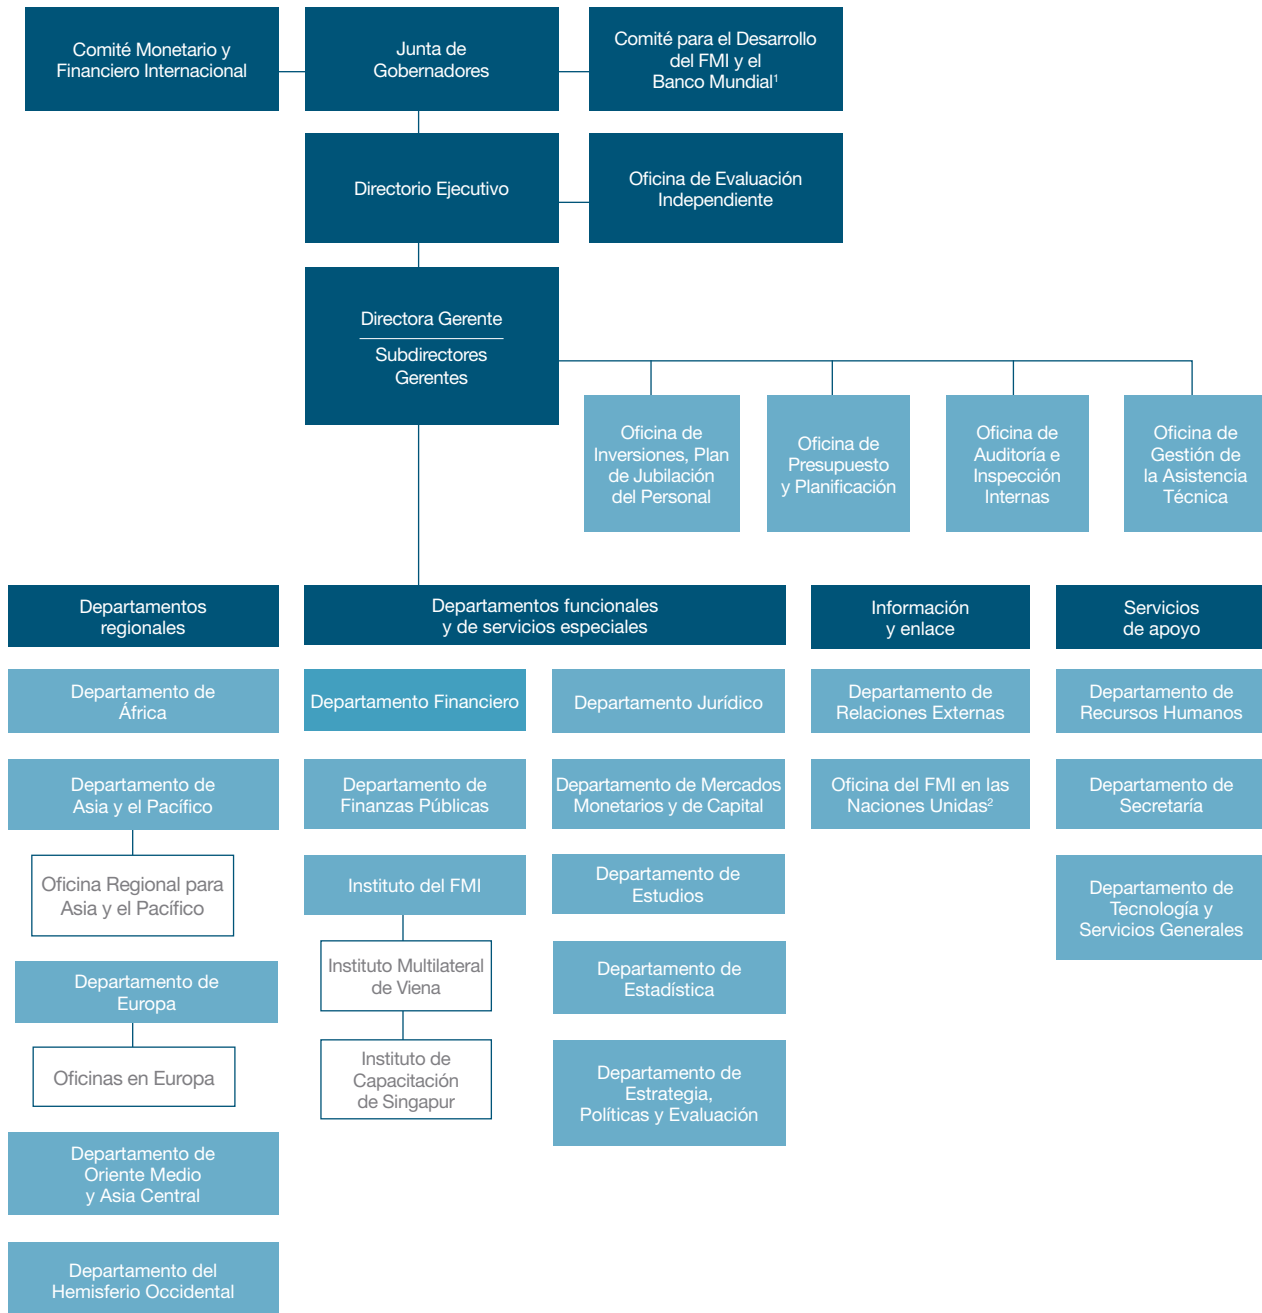 Comité Monetario y
Financiero Internacional
Junta de
Gobernadores
Comité para el Desarrollo
del FMI y el
Banco Mundial¹
Directorio Ejecutivo
Oficina de Evaluación
Independiente
Directora Gerente
Subdirectores
Gerentes
Oficina de
Inversiones, Plan
de Jubilación
del Personal
Oficina de
Presupuesto
y Planificación
Oficina de
Auditoría e
Inspección
Internas
Oficina de
Gestión de
la Asistencia
Técnica
Departamentos
regionales
Departamento de
África
Departamento de
Asia y el Pacífico
Oficina Regional para
Asia y el Pacífico
Departamento de
Europa
Oficinas en Europa
Departamento de
Oriente Medio
y Asia Central
Departamento del
Hemisferio Occidental
Departamentos funcionales
y de servicios especiales
Departamento Financiero
Departamento de
Finanzas Públicas
Instituto del FMI
Instituto Multilateral
de Viena
Instituto de
Capacitación
de Singapur
Departamento Jurídico
Departamento de Mercados
Monetarios y de Capital
Departamento de
Estudios
Departamento de
Estadística
Departamento de
Estrategia,
Políticas y Evaluación
Información
y enlace
Departamento de
Relaciones Externas
Oficina del FMI en las
Naciones Unidas²
Servicios
de apoyo
Departamento de
Recursos Humanos
Departamento de
Secretaría
Departamento de
Tecnología y
Servicios Generales